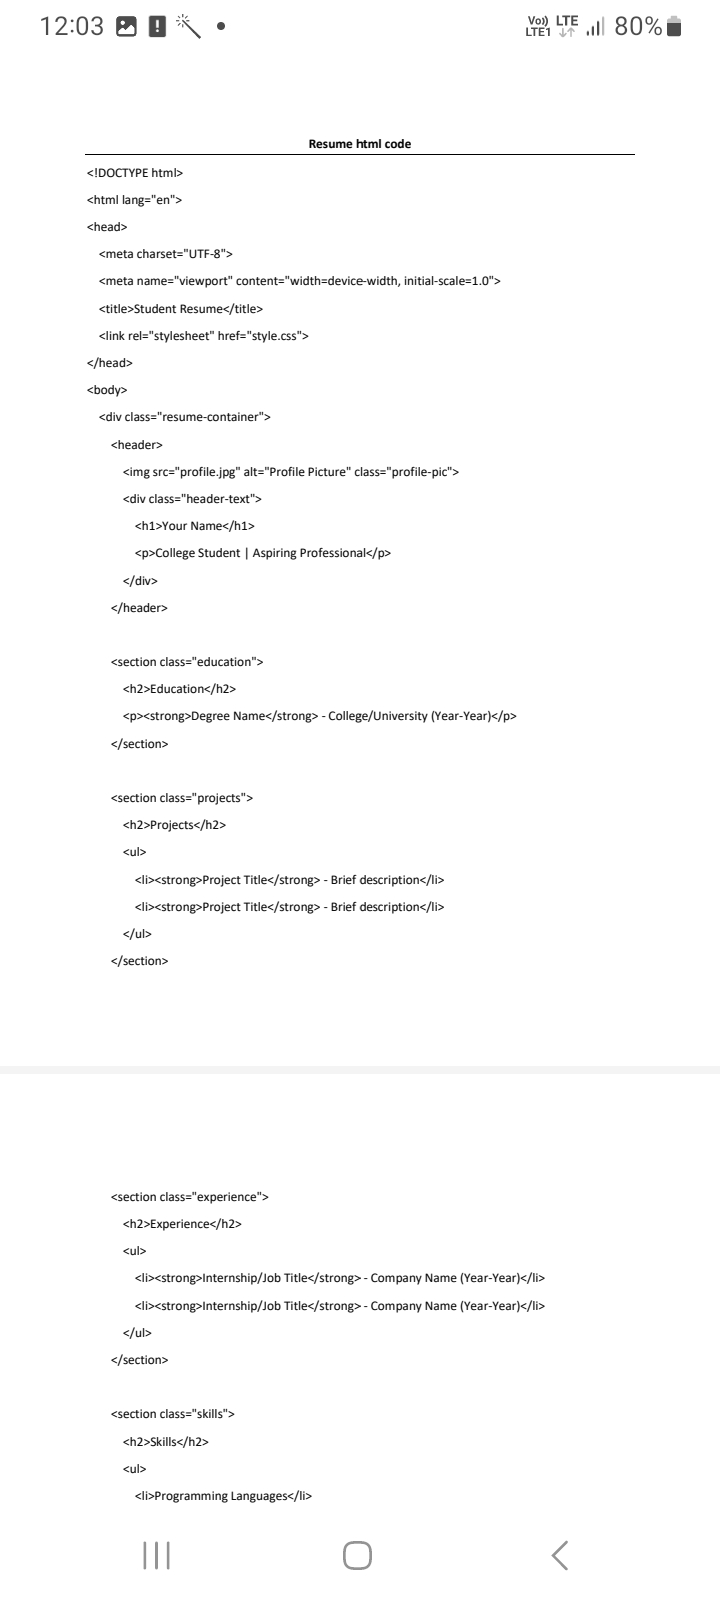 12:03
Vo)) LTE
LTE1
80%
Resume html code
<!DOCTYPE html>
<html lang="en">
<head>
<meta charset="UTF-8">
<meta name="viewport" content="width=device-width, initial-scale=1.0">
<title>Student Resume</title>
<link rel="stylesheet" href="style.css">
</head>
<body>
<div class="resume-container">
<header>
<img src="profile.jpg" alt="Profile Picture" class="profile-pic">
<div class="header-text">
<h1>Your Name</h1>
<p>College Student | Aspiring Professional</p>
</div>
</header>
<section class="education">
<h2>Education</h2>
<p><strong>Degree Name</strong> - College/University (Year-Year)</p>
</section>
<section class="projects">
<h2>Projects</h2>
<ul>
<li><strong>Project Title</strong> - Brief description</li>
<li><strong>Project Title</strong> - Brief description</li>
</ul>
</section>
<section class="experience">
<h2>Experience</h2>
<ul>
<li><strong>Internship/Job Title</strong> - Company Name (Year-Year)</li>
<li><strong>Internship/Job Title</strong> - Company Name (Year-Year)</li>
</ul>
</section>
<section class="skills">
<h2>Skills</h2>
<ul>
<li>Programming Languages</li>